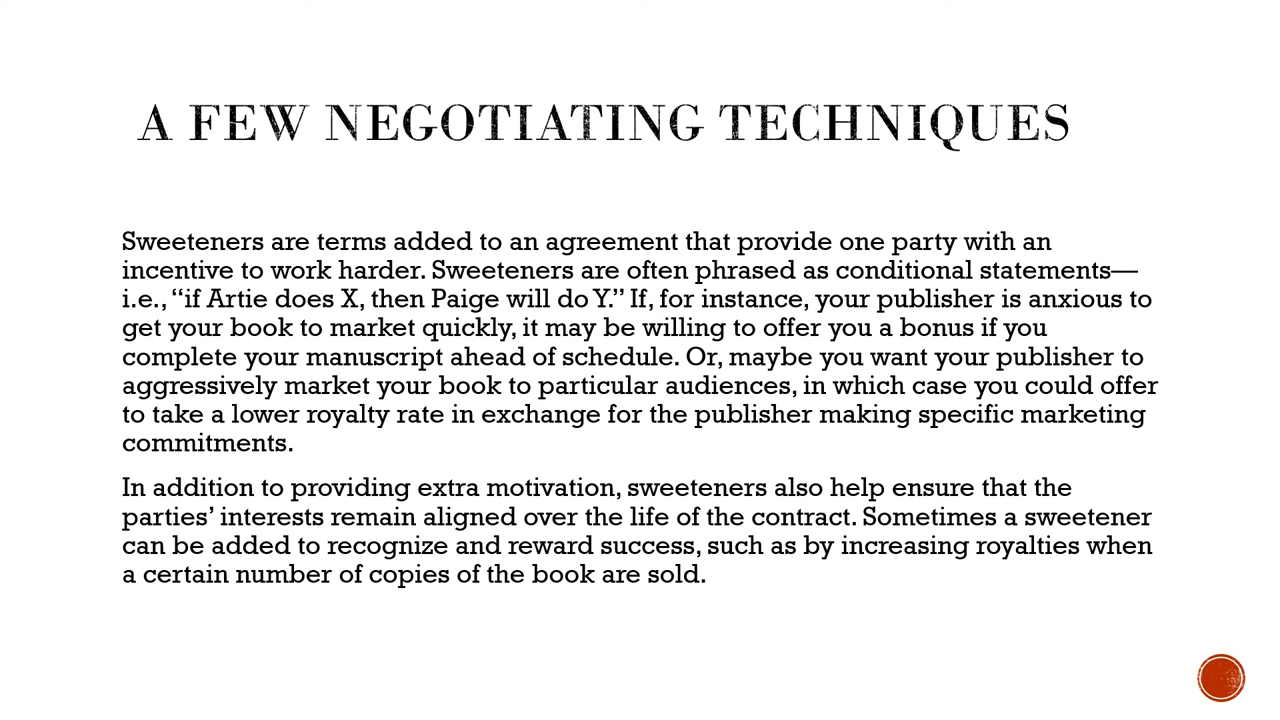 A FEW NEGOTIATING TECHNIQUES
Sweeteners are terms added to an agreement that provide one party with an
incentive to work harder. Sweeteners are often phrased as conditional statements—
i.e., “if Artie does X, then Paige will do Y.” If, for instance, your publisher is anxious to
get your book to market quickly, it may be willing to offer you a bonus if you
complete your manuscript ahead of schedule. Or, maybe you want your publisher to
aggressively market your book to particular audiences, in which case you could offer
to take a lower royalty rate in exchange for the publisher making specific marketing
commitments.
In addition to providing extra motivation, sweeteners also help ensure that the
parties’ interests remain aligned over the life of the contract. Sometimes a sweetener
can be added to recognize and reward success, such as by increasing royalties when
a certain number of copies of the book are sold.